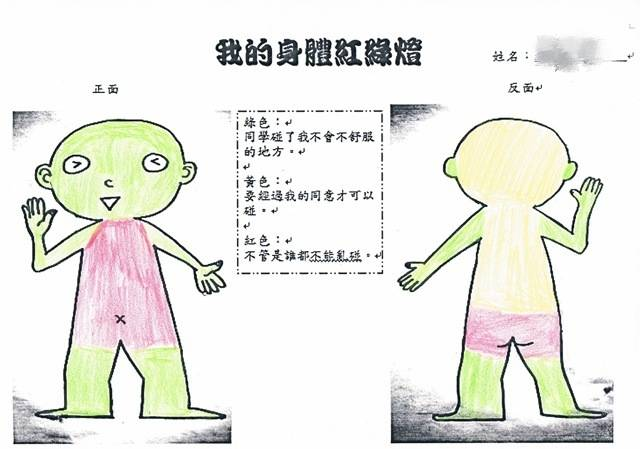 我的身體紅綠燈
姓名：
正面
反面
綠色：
同學碰了我不會不舒服
的地方。
黃色：
要經過我的同意才可以
碰。
紅色：
不管是誰都不能亂碰。